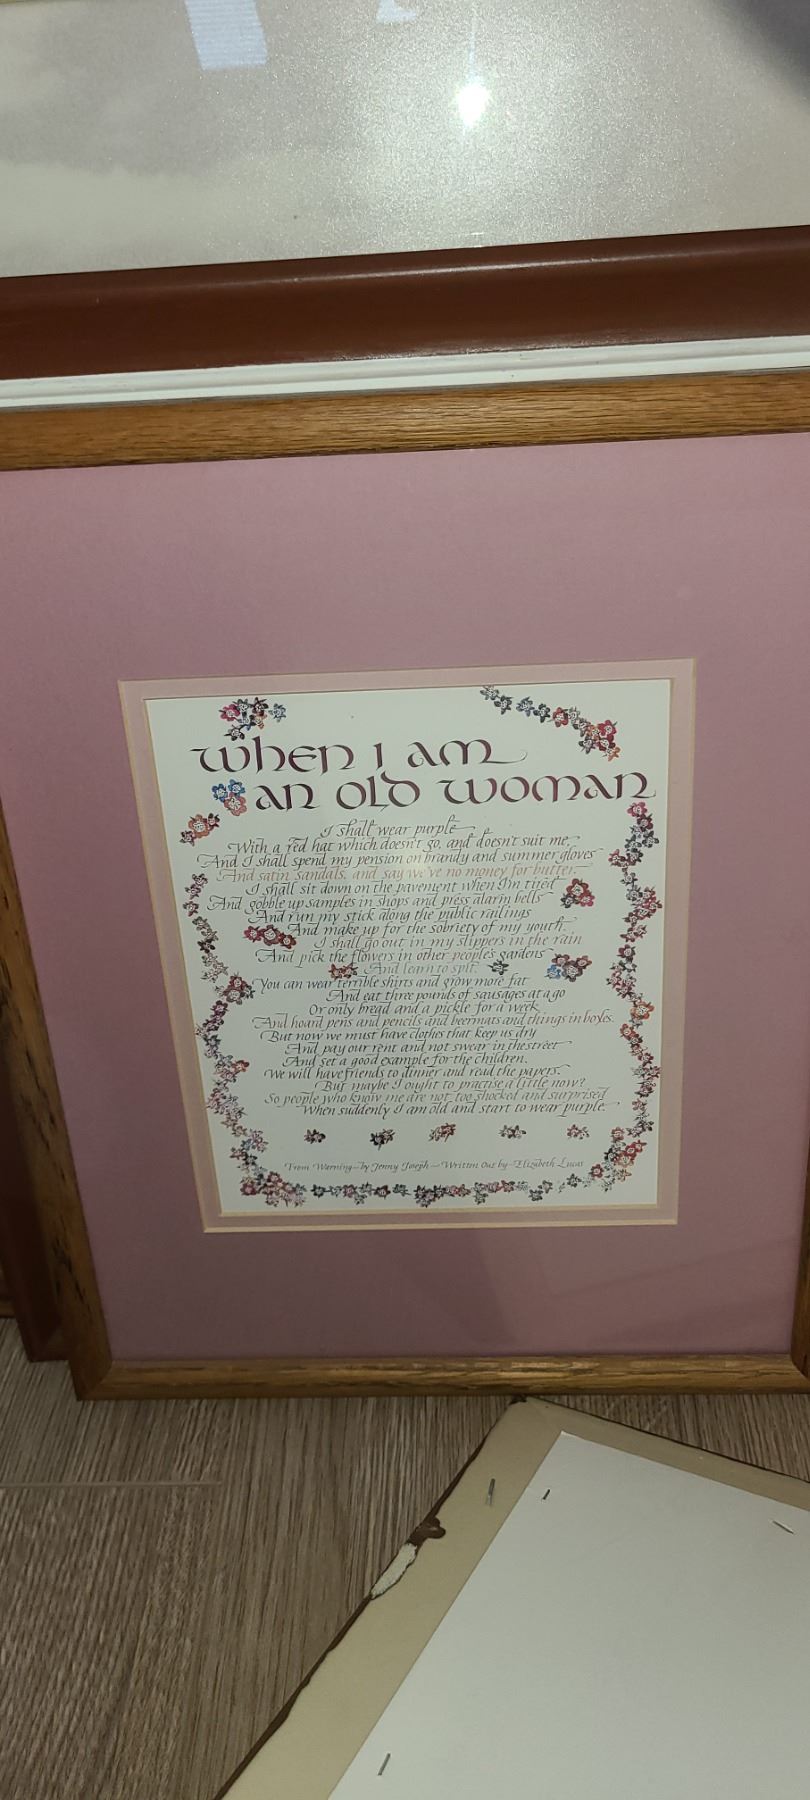 When I am
an old woman
I shall wear purple
With a red hat which doesn't go, and doesn't suit me,
And I shall spend my pension on brandy and summer gloves
And satin sandals, and say we've no money for butter.
I shall sit down on the pavement when I'm tired
And gobble up samples in shops and press alarm bells
And run my stick along the public railings
And make up for the sobriety of my youth.
I shall go out in my slippers in the rain
And pick the flowers in other people's gardens
And learn to spit.
You can wear terrible shirts and grow more fat
And eat three pounds of sausages at a go
Or only bread and a pickle for a week
And hoard pens and pencils and beermats and things in boxes.
But now we must have clothes that keep us dry
And pay our rent and not swear in the street
And set a good example for the children.
We will have friends to dinner and read the papers.
But maybe I ought to practise a little now?
So people who know me are not too shocked and surprised
When suddenly I am old and start to wear purple.
From Warning—by Jenny Joseph—Written Out by—Elizabeth Lucas